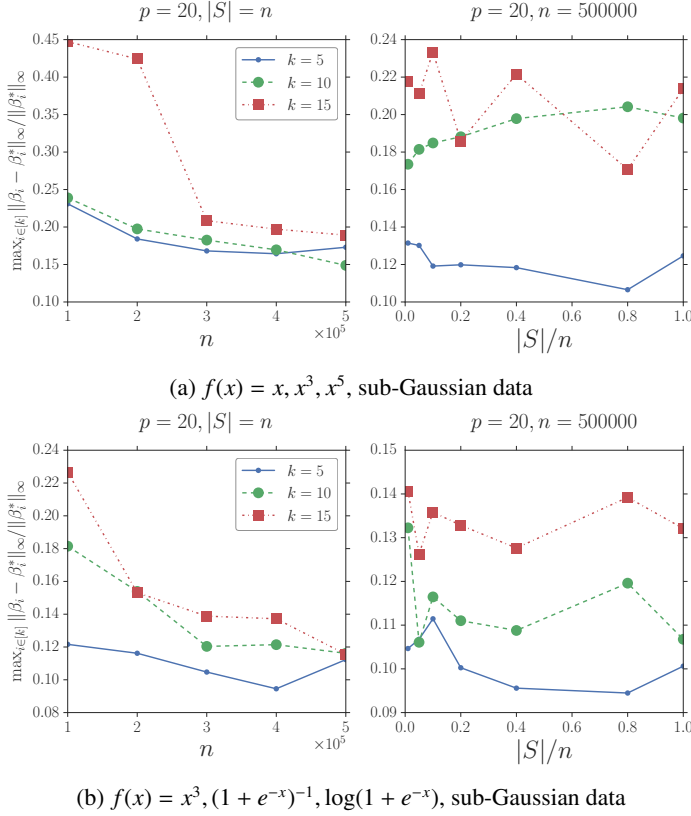 p = 20, |S| = n
p = 20, n = 500000
max_{i∈[k]} ||β_i − β_i^*||_∞/||β_i^*||_∞
0.45
0.40
0.35
0.30
0.25
0.20
0.15
0.10
k = 5
k = 10
k = 15
1 2 3 4 5
×10^5
n
0.26
0.24
0.22
0.20
0.18
0.16
0.14
0.12
0.10
0.0 0.2 0.4 0.6 0.8 1.0
|S|/n
(a) f(x) = x, x^3, x^5, sub-Gaussian data
p = 20, |S| = n
p = 20, n = 500000
max_{i∈[k]} ||β_i − β_i^*||_∞/||β_i^*||_∞
0.24
0.22
0.20
0.18
0.16
0.14
0.12
0.10
0.08
k = 5
k = 10
k = 15
1 2 3 4 5
×10^5
n
0.15
0.14
0.13
0.12
0.11
0.10
0.09
0.0 0.2 0.4 0.6 0.8 1.0
|S|/n
(b) f(x) = x^3, (1 + e^{-x})^{-1}, log(1 + e^{-x}), sub-Gaussian data